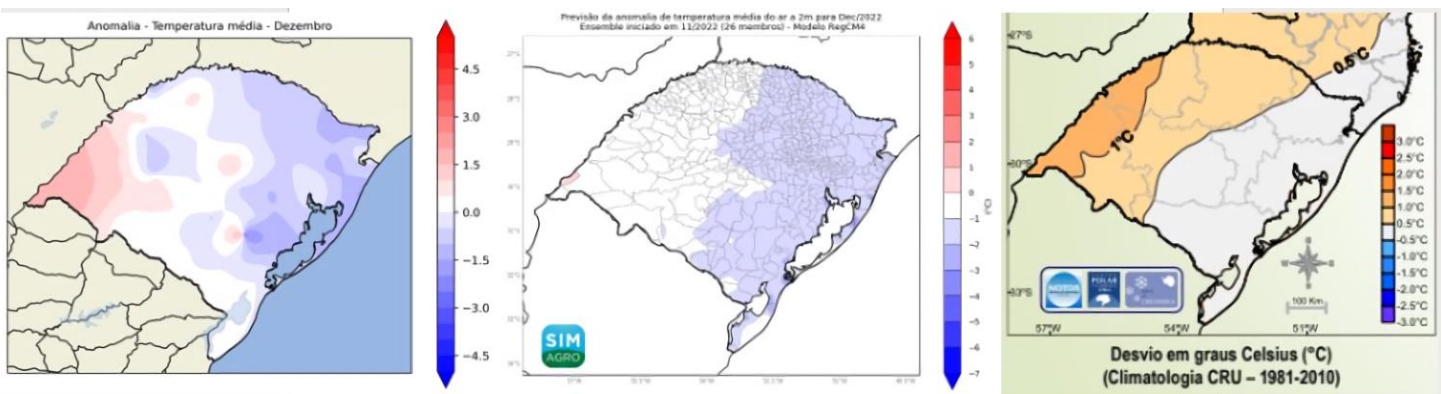 Anomalia - Temperatura média - Dezembro
4.5
3.0
1.5
0.0
−1.5
−3.0
−4.5
Previsão da anomalia de temperatura média do ar a 2m para Dec/2022
Ensemble iniciado em 11/2022 (26 membros) - Modelo RegCM4
6
5
4
3
2
1
0
−1
−2
−3
−4
−5
−6
−7
(°C)
SIM
AGRO
27°S
30°S
33°S
57°W
54°W
51°W
0.5°C
1°C
3.0°C
2.5°C
2.0°C
1.5°C
1.0°C
0.5°C
-0.5°C
-1.0°C
-1.5°C
-2.0°C
-2.5°C
-3.0°C
100 Km
Desvio em graus Celsius (°C)
(Climatologia CRU – 1981-2010)